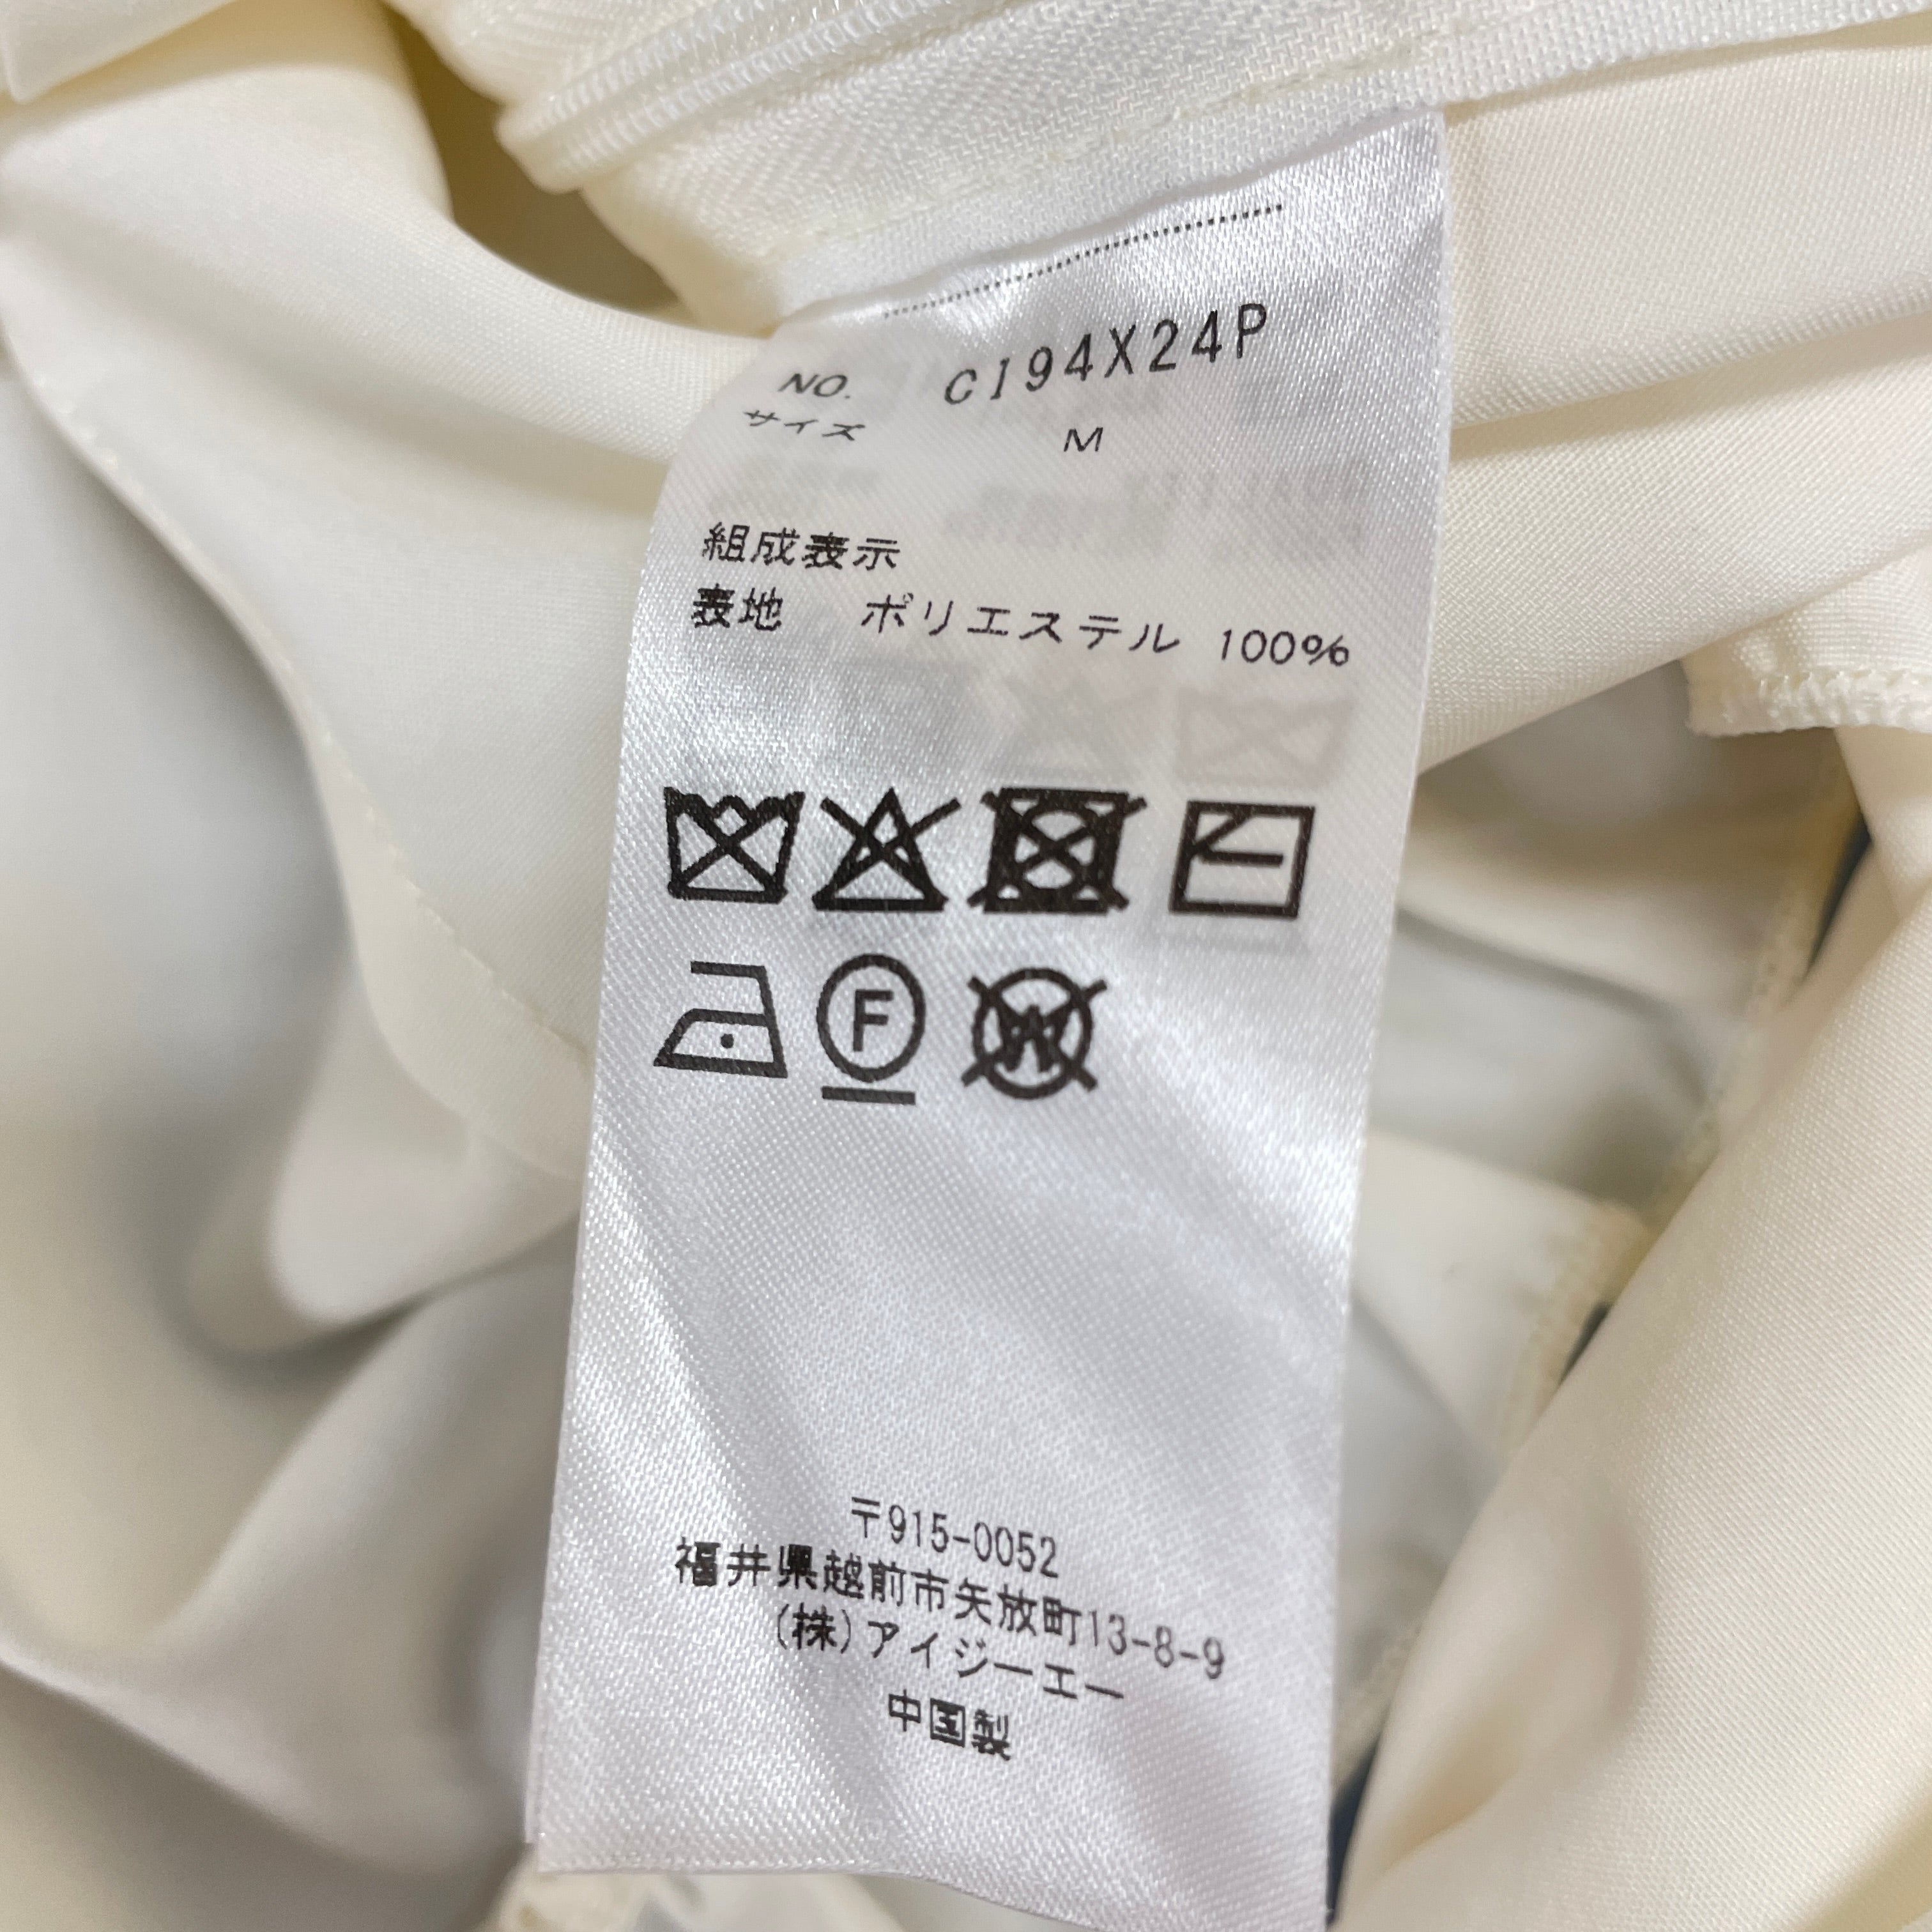 NO. C194X24P
サイズ M
組成表示
表地 ポリエステル 100%
F
W
〒915-0052
福井県越前市矢放町13-8-9
(株)アイジーエー
中国製